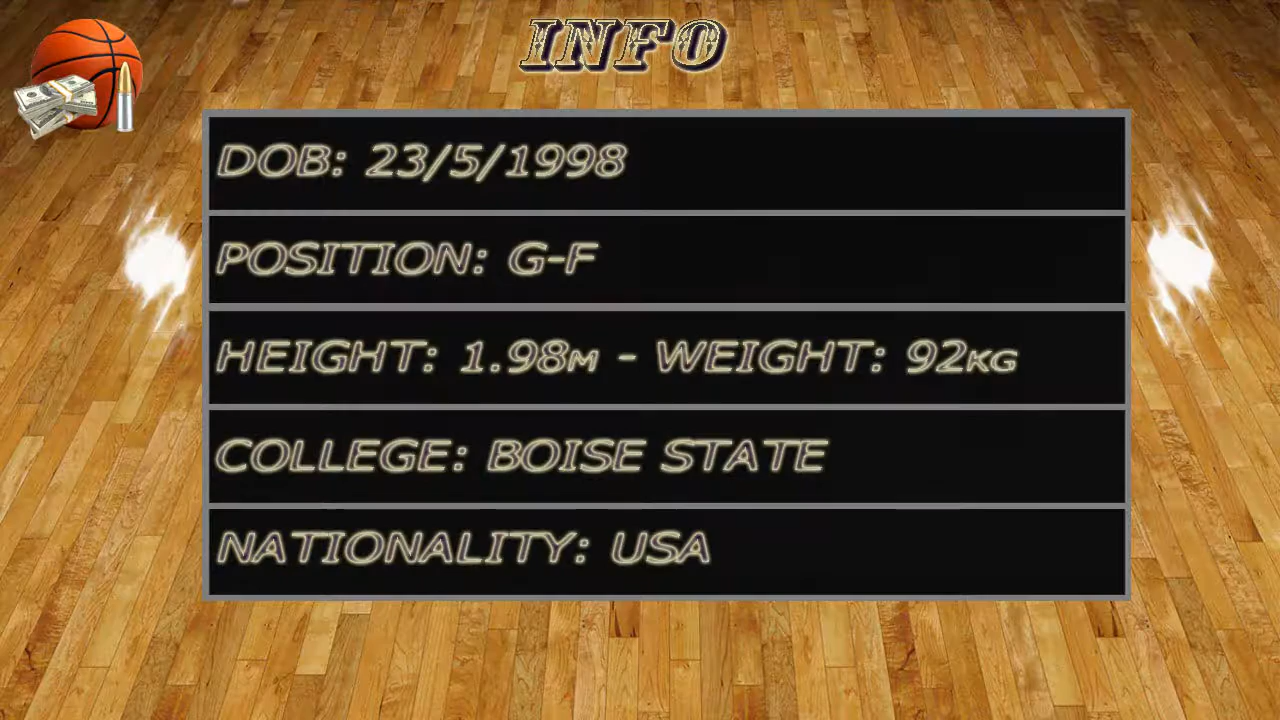 INFO
DOB: 23/5/1998
POSITION: G-F
HEIGHT: 1.98M - WEIGHT: 92KG
COLLEGE: BOISE STATE
NATIONALITY: USA